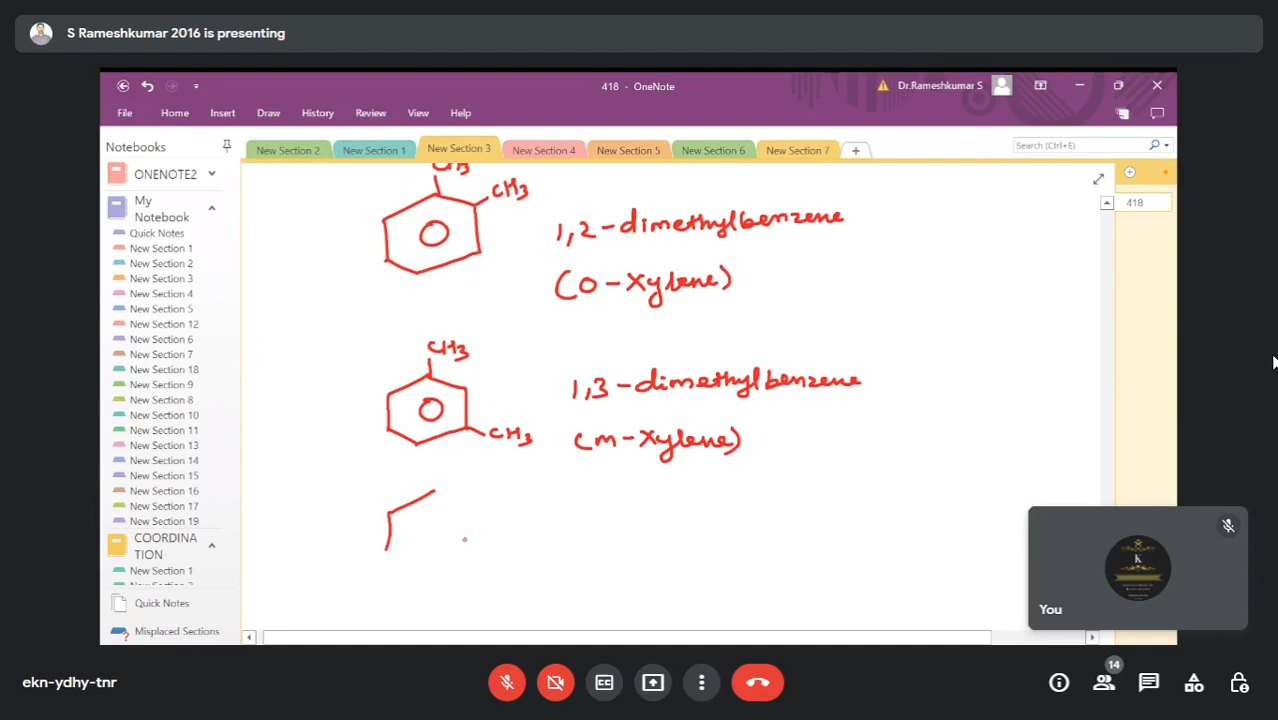 S Rameshkumar 2016 is presenting
418 - OneNote
Dr.Rameshkumar S
File Home Insert Draw History Review View Help
Notebooks
New Section 2 New Section 1 New Section 3 New Section 4 New Section 5 New Section 6 New Section 7 +
Search (Ctrl+E)
ONENOTE2
My
Notebook
Quick Notes
New Section 1
New Section 2
New Section 3
New Section 4
New Section 5
New Section 12
New Section 6
New Section 7
New Section 18
New Section 9
New Section 8
New Section 10
New Section 11
New Section 13
New Section 14
New Section 15
New Section 16
New Section 17
New Section 19
COORDINA
TION
New Section 1
Quick Notes
Misplaced Sections
CH3
CH3
1,2-dimethylbenzene
(O-Xylene)
CH3
1,3-dimethylbenzene
CH3
(m-Xylene)
418
K
You
ekn-ydhy-tnr
CC
14